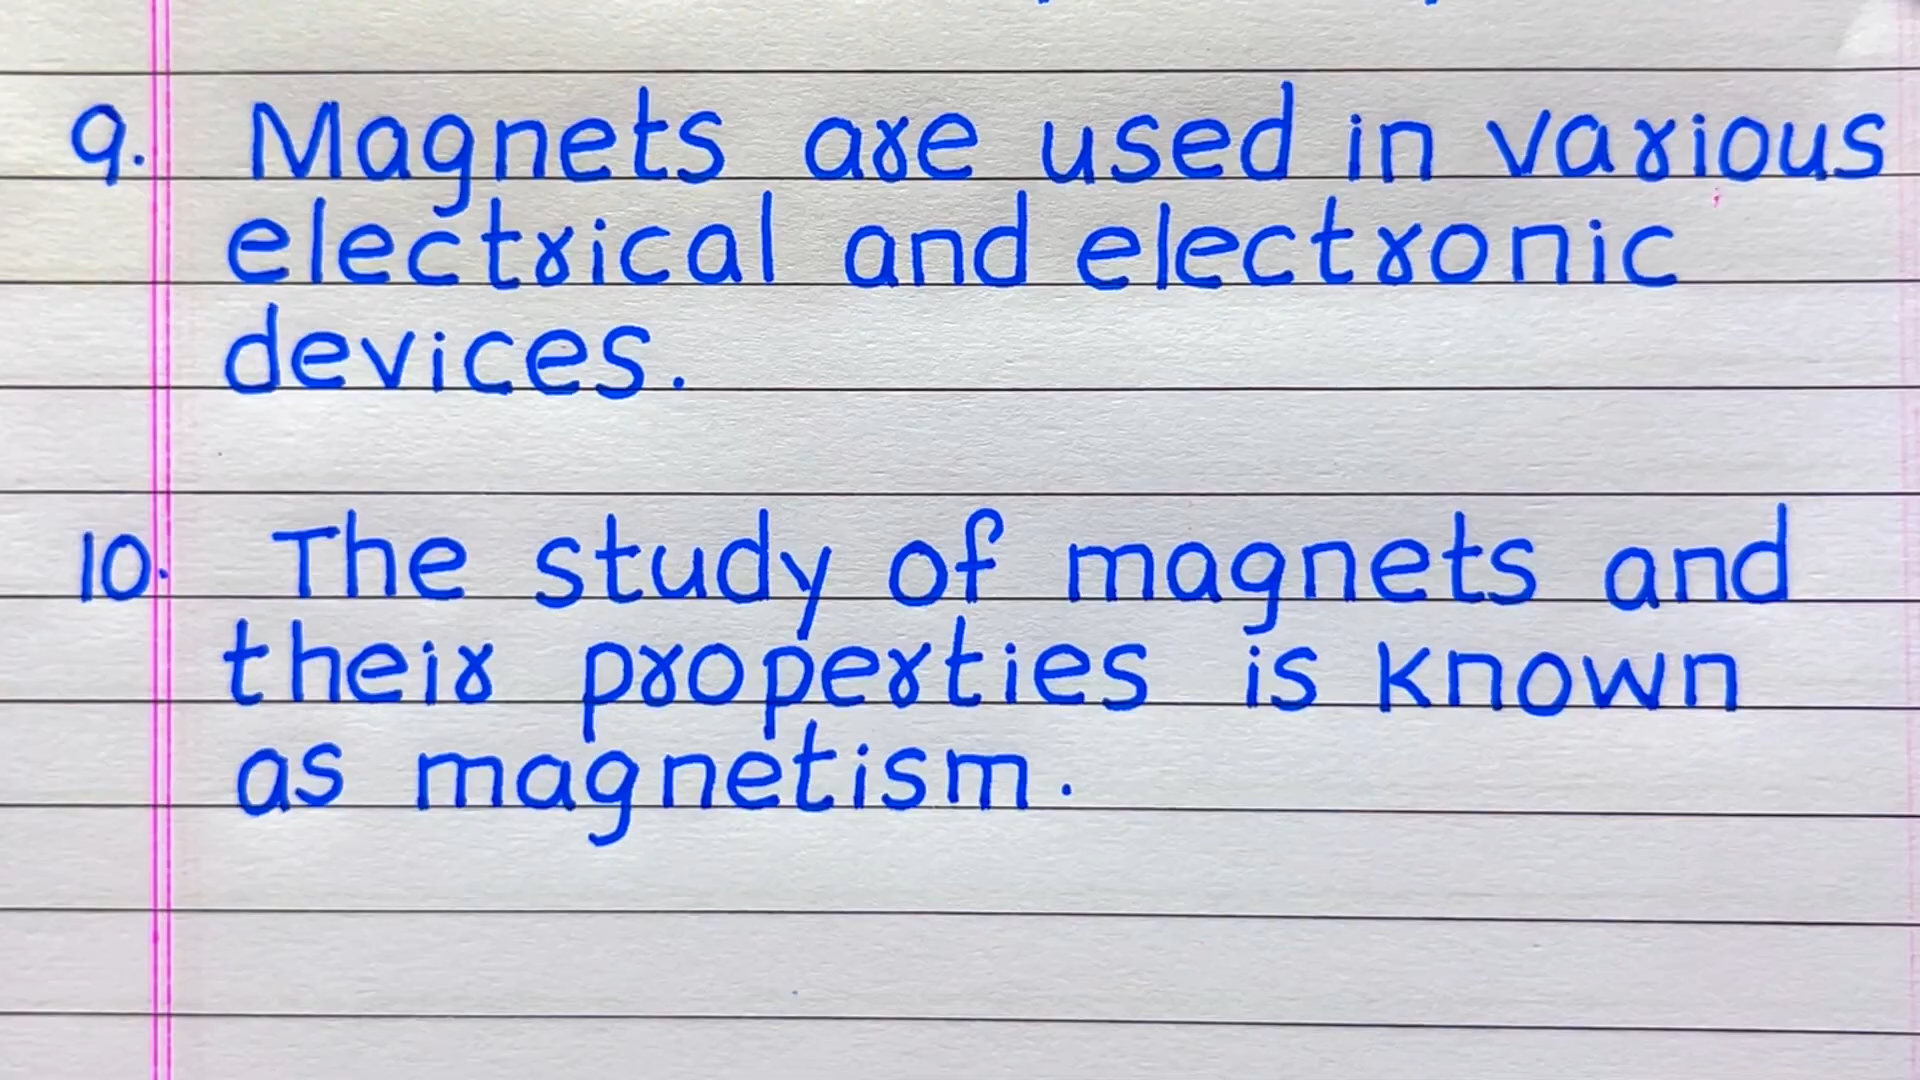 9. Magnets are used in various
electrical and electronic
devices.
10. The study of magnets and
their properties is known
as magnetism.